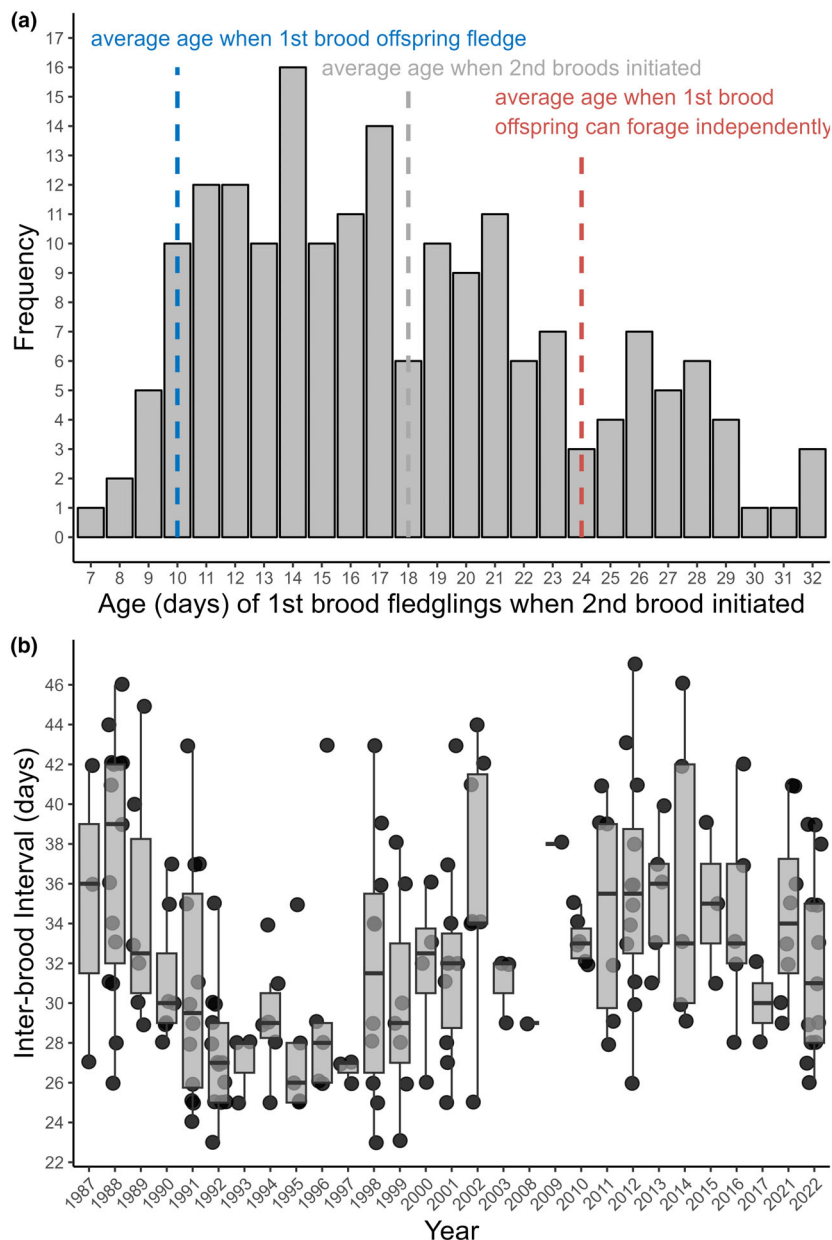 (a)
17
average age when 1st brood offspring fledge
16
average age when 2nd broods initiated
15
average age when 1st brood
14
offspring can forage independently
13
12
11
10
9
8
7
6
5
4
3
2
1
0
Frequency
7 8 9 10 11 12 13 14 15 16 17 18 19 20 21 22 23 24 25 26 27 28 29 30 31 32
Age (days) of 1st brood fledglings when 2nd brood initiated
(b)
46
44
42
40
38
36
34
32
30
28
26
24
22
Inter-brood Interval (days)
1987 1988 1989 1990 1991 1992 1993 1994 1995 1996 1997 1998 1999 2000 2001 2002 2003 2008 2009 2010 2011 2012 2013 2014 2015 2016 2017 2021 2022
Year